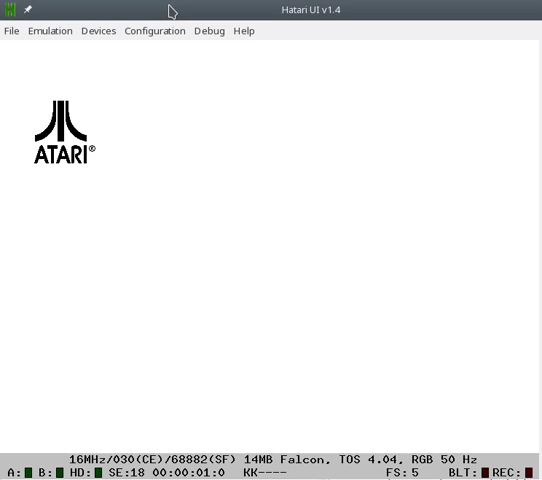 Hatari UI v1.4
File Emulation Devices Configuration Debug Help
ATARI®
16MHz/030(CE)/68882(SF) 14MB Falcon, TOS 4.04, RGB 50 Hz
A: B: HD: SE:18 00:00:01:0 KK---- FS: 5 BLT: REC: